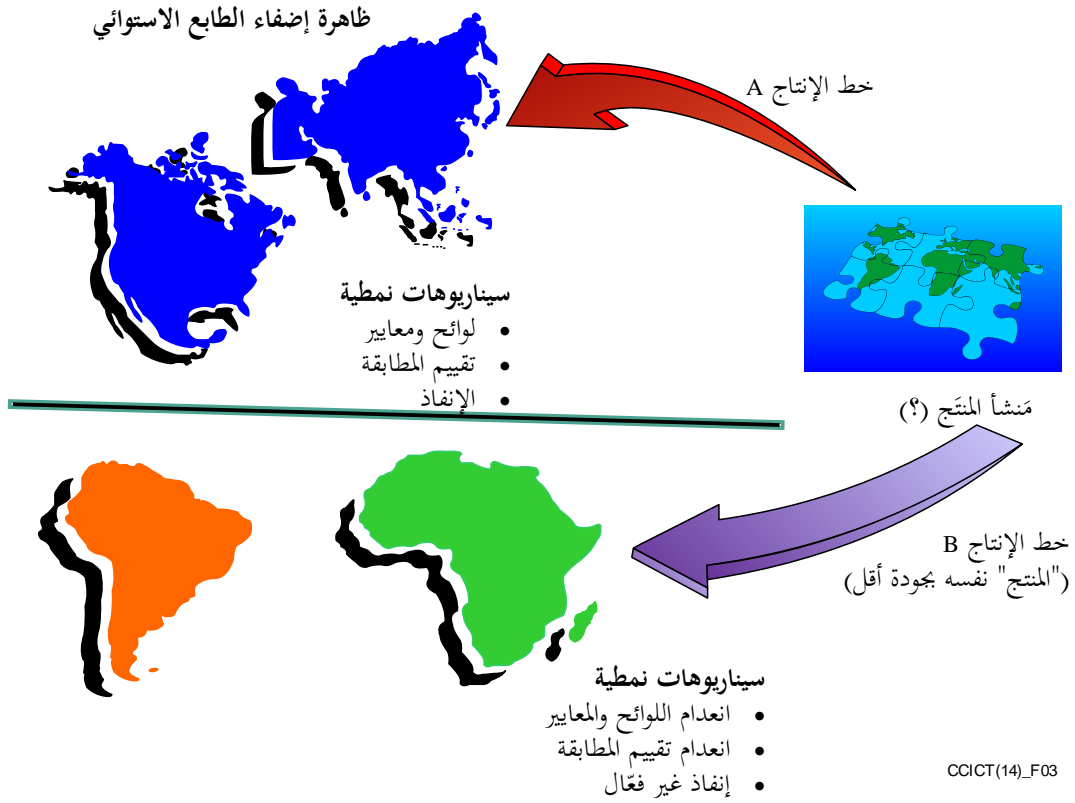 ظاهرة إضفاء الطابع الاستوائي
خط الإنتاج A
سيناريوهات نمطية
• لوائح ومعايير
• تقييم المطابقة
• الإنفاذ
مَنشأ المنتَج (؟)
خط الإنتاج B
("المنتج" نفسه بجودة أقل)
سيناريوهات نمطية
• انعدام اللوائح والمعايير
• انعدام تقييم المطابقة
• إنفاذ غير فعّال
CCICT(14)_F03